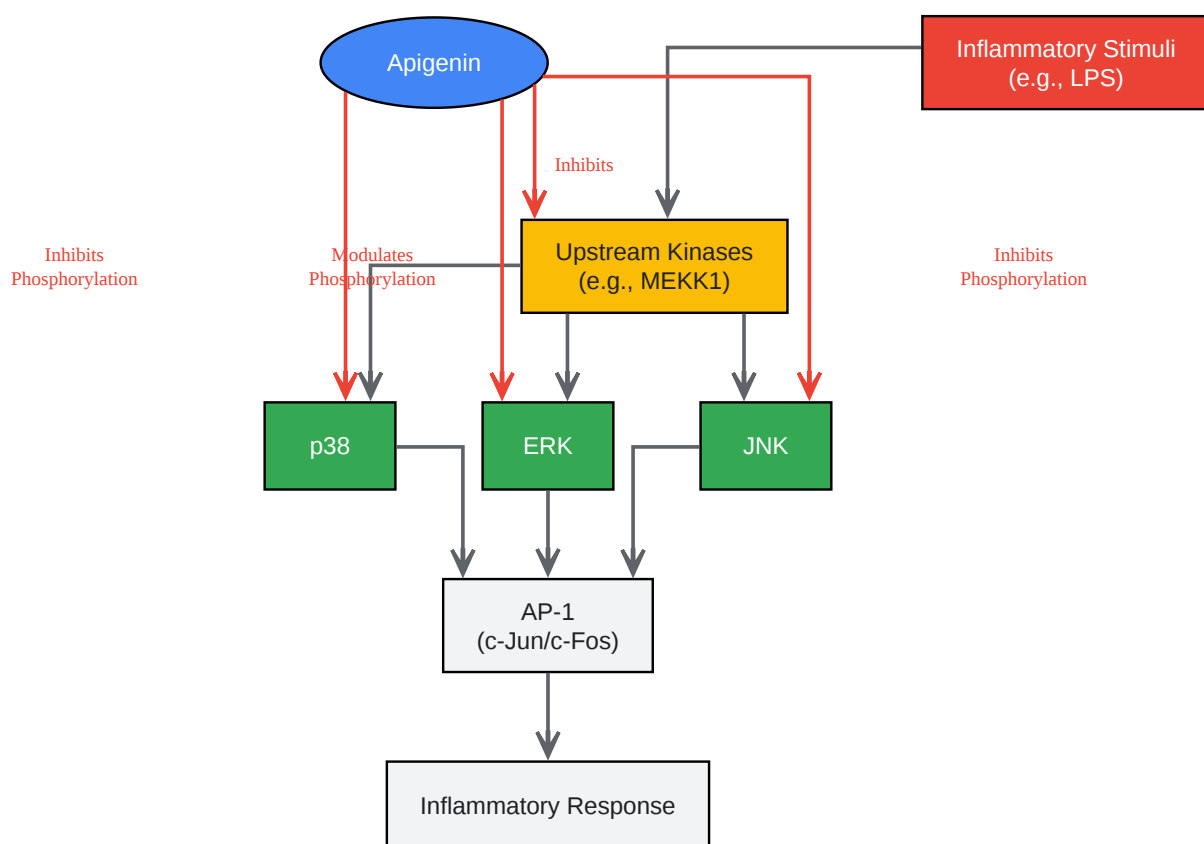 Apigenin
Inflammatory Stimuli
(e.g., LPS)
Inhibits
Inhibits
Phosphorylation
Modulates
Phosphorylation
Upstream Kinases
(e.g., MEKK1)
Inhibits
Phosphorylation
p38
ERK
JNK
AP-1
(c-Jun/c-Fos)
Inflammatory Response